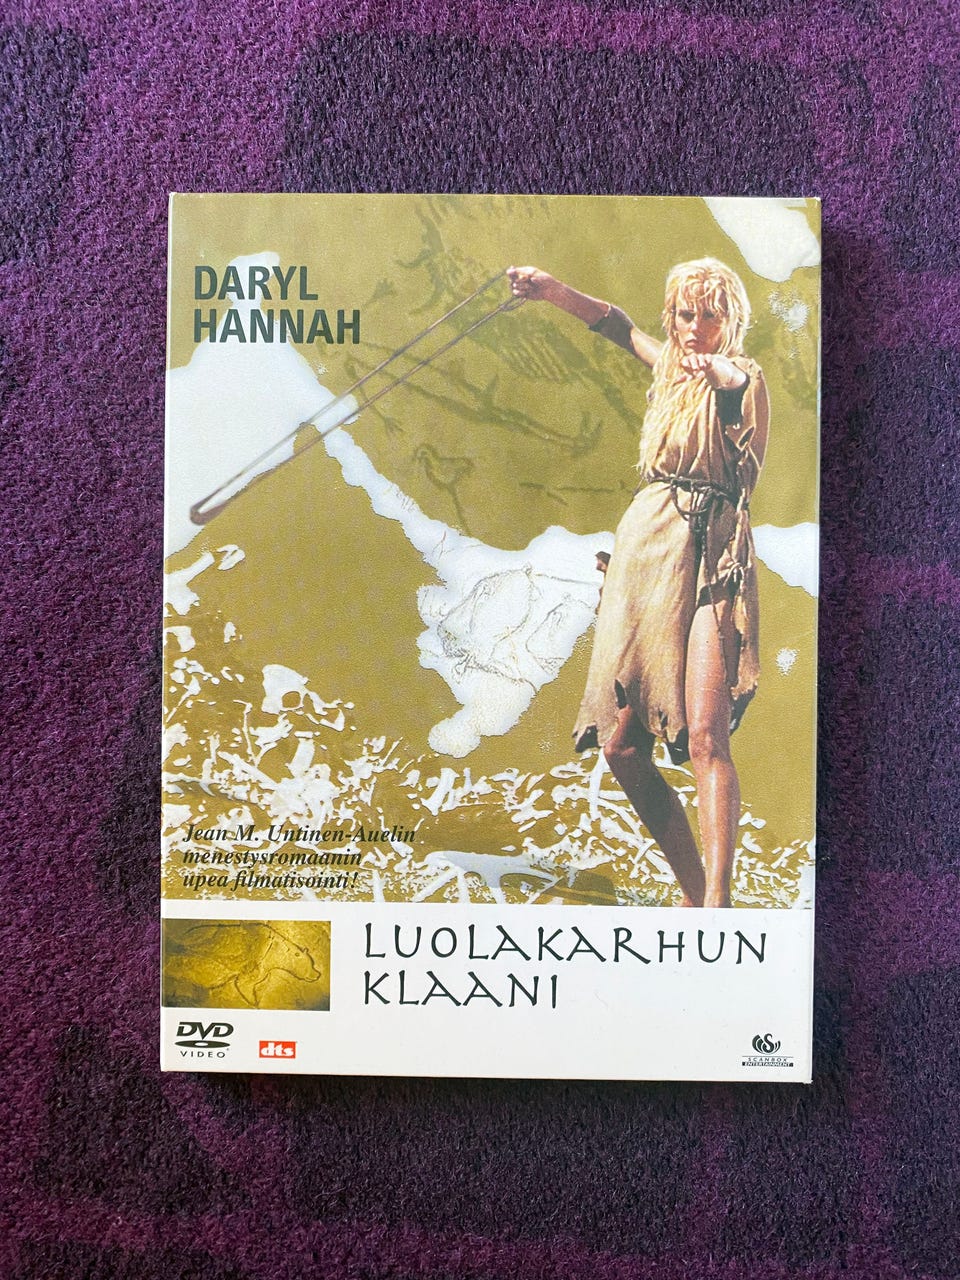 DARYL
HANNAH
Jean M. Untinen-Auelin
menestysromaanin
upea filmatisointi!
LUOLAKARHUN
KLAANI
DVD
VIDEO
dts
S
SCANBOX
ENTERTAINMENT